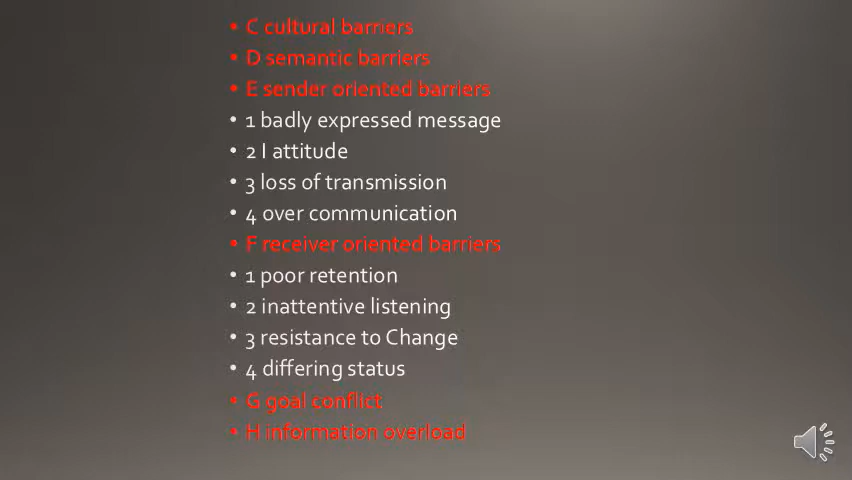 • C cultural barriers
• D semantic barriers
• E sender oriented barriers
• 1 badly expressed message
• 2 I attitude
• 3 loss of transmission
• 4 over communication
• F receiver oriented barriers
• 1 poor retention
• 2 inattentive listening
• 3 resistance to Change
• 4 differing status
• G goal conflict
• H information overload